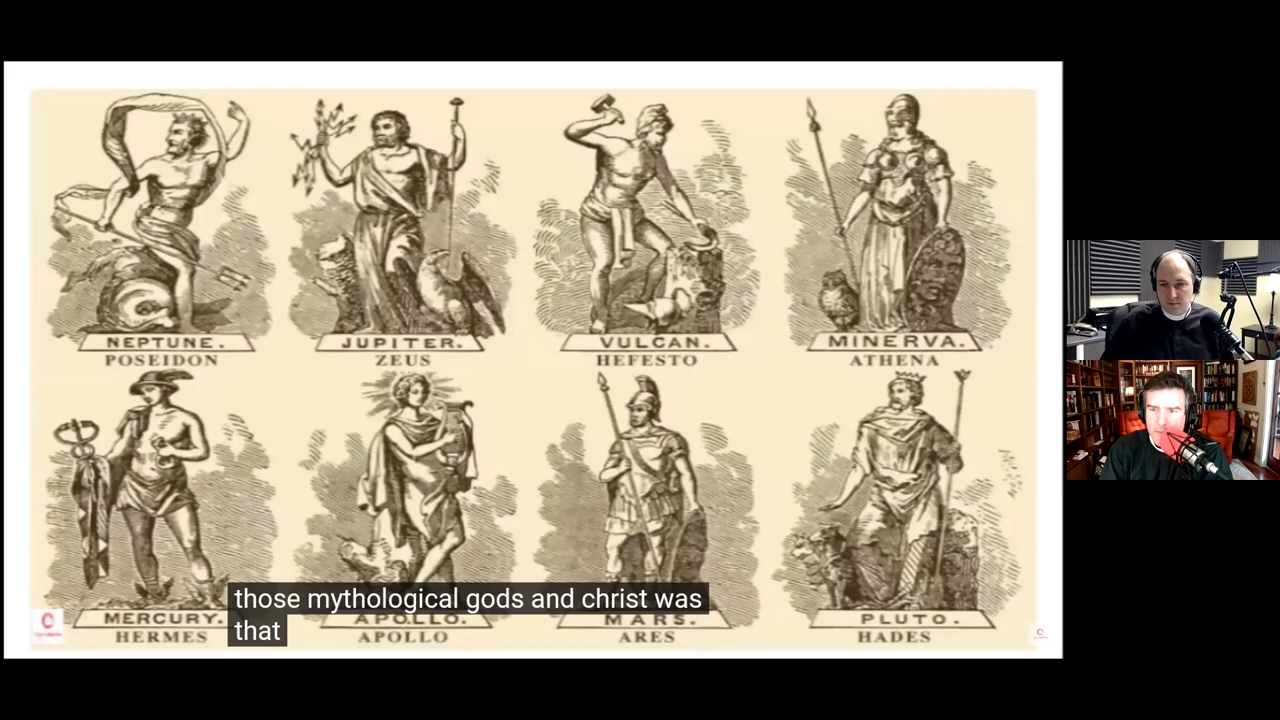 NEPTUNE.
POSEIDON
JUPITER.
ZEUS
VULCAN.
HEFESTO
MINERVA.
ATHENA
MERCURY.
HERMES
APOLLO.
APOLLO
MARS.
ARES
PLUTO.
HADES
those mythological gods and christ was
that